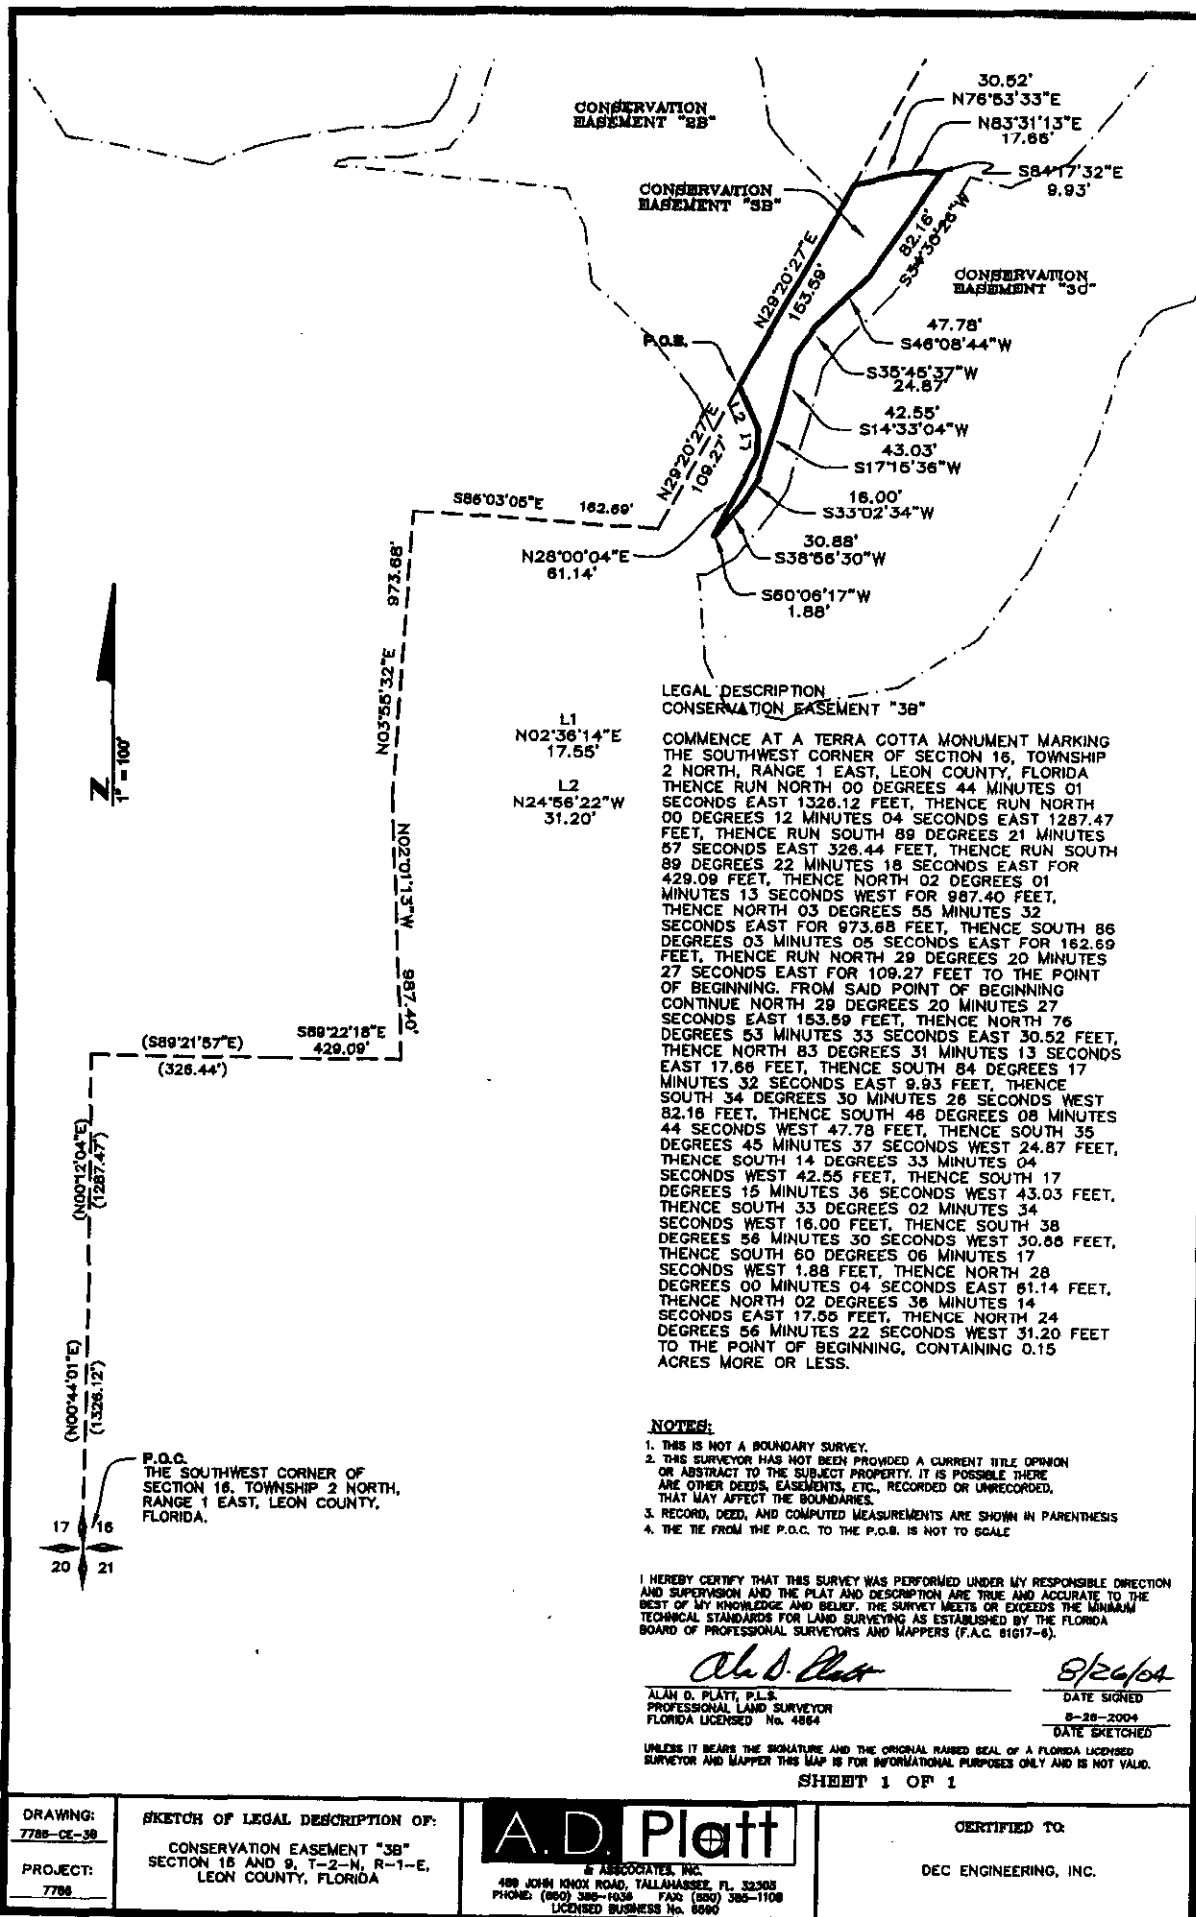 30.52'
N76°53'33"E
N83°31'13"E
17.66'
S84°17'32"E
9.93'
CONSERVATION
EASEMENT "2B"
CONSERVATION
EASEMENT "3B"
82.16'
S34°30'26"W
CONSERVATION
EASEMENT "3C"
N29°20'27"E
153.59'
47.78'
S46°08'44"W
P.O.B.
S35°45'37"W
24.87'
L2
L1
42.55'
S14°33'04"W
N29°20'27"E
109.27'
43.03'
S17°15'36"W
S86°03'05"E 162.69'
16.00'
S33°02'34"W
N28°00'04"E
61.14'
30.88'
S38°56'30"W
S60°06'17"W
1.88'
N03°55'32"E 973.68'
Z
1" = 100'
L1
N02°36'14"E
17.55'
L2
N24°56'22"W
31.20'
N02°01'13"W 987.40'
(S89°21'57"E)
(326.44')
S89°22'18"E
429.09'
(N00°12'04"E)
(1287.47')
(N00°44'01"E)
(1326.12')
P.O.C.
THE SOUTHWEST CORNER OF
SECTION 16, TOWNSHIP 2 NORTH,
RANGE 1 EAST, LEON COUNTY,
FLORIDA.
17 16
20 21
LEGAL DESCRIPTION
CONSERVATION EASEMENT "3B"
COMMENCE AT A TERRA COTTA MONUMENT MARKING
THE SOUTHWEST CORNER OF SECTION 16, TOWNSHIP
2 NORTH, RANGE 1 EAST, LEON COUNTY, FLORIDA
THENCE RUN NORTH 00 DEGREES 44 MINUTES 01
SECONDS EAST 1326.12 FEET, THENCE RUN NORTH
00 DEGREES 12 MINUTES 04 SECONDS EAST 1287.47
FEET, THENCE RUN SOUTH 89 DEGREES 21 MINUTES
57 SECONDS EAST 326.44 FEET, THENCE RUN SOUTH
89 DEGREES 22 MINUTES 18 SECONDS EAST FOR
429.09 FEET, THENCE NORTH 02 DEGREES 01
MINUTES 13 SECONDS WEST FOR 987.40 FEET,
THENCE NORTH 03 DEGREES 55 MINUTES 32
SECONDS EAST FOR 973.68 FEET, THENCE SOUTH 86
DEGREES 03 MINUTES 05 SECONDS EAST FOR 162.69
FEET, THENCE RUN NORTH 29 DEGREES 20 MINUTES
27 SECONDS EAST FOR 109.27 FEET TO THE POINT
OF BEGINNING. FROM SAID POINT OF BEGINNING
CONTINUE NORTH 29 DEGREES 20 MINUTES 27
SECONDS EAST 153.59 FEET, THENCE NORTH 76
DEGREES 53 MINUTES 33 SECONDS EAST 30.52 FEET,
THENCE NORTH 83 DEGREES 31 MINUTES 13 SECONDS
EAST 17.66 FEET, THENCE SOUTH 84 DEGREES 17
MINUTES 32 SECONDS EAST 9.93 FEET, THENCE
SOUTH 34 DEGREES 30 MINUTES 26 SECONDS WEST
82.16 FEET, THENCE SOUTH 46 DEGREES 08 MINUTES
44 SECONDS WEST 47.78 FEET, THENCE SOUTH 35
DEGREES 45 MINUTES 37 SECONDS WEST 24.87 FEET,
THENCE SOUTH 14 DEGREES 33 MINUTES 04
SECONDS WEST 42.55 FEET, THENCE SOUTH 17
DEGREES 15 MINUTES 36 SECONDS WEST 43.03 FEET,
THENCE SOUTH 33 DEGREES 02 MINUTES 34
SECONDS WEST 16.00 FEET, THENCE SOUTH 38
DEGREES 56 MINUTES 30 SECONDS WEST 30.88 FEET,
THENCE SOUTH 60 DEGREES 06 MINUTES 17
SECONDS WEST 1.88 FEET, THENCE NORTH 28
DEGREES 00 MINUTES 04 SECONDS EAST 61.14 FEET,
THENCE NORTH 02 DEGREES 36 MINUTES 14
SECONDS EAST 17.55 FEET, THENCE NORTH 24
DEGREES 56 MINUTES 22 SECONDS WEST 31.20 FEET
TO THE POINT OF BEGINNING, CONTAINING 0.15
ACRES MORE OR LESS.
NOTES:
1. THIS IS NOT A BOUNDARY SURVEY.
2. THIS SURVEYOR HAS NOT BEEN PROVIDED A CURRENT TITLE OPINION
OR ABSTRACT TO THE SUBJECT PROPERTY. IT IS POSSIBLE THERE
ARE OTHER DEEDS, EASEMENTS, ETC., RECORDED OR UNRECORDED,
THAT MAY AFFECT THE BOUNDARIES.
3. RECORD, DEED, AND COMPUTED MEASUREMENTS ARE SHOWN IN PARENTHESIS
4. THE TIE FROM THE P.O.C. TO THE P.O.B. IS NOT TO SCALE
I HEREBY CERTIFY THAT THIS SURVEY WAS PERFORMED UNDER MY RESPONSIBLE DIRECTION
AND SUPERVISION AND THE PLAT AND DESCRIPTION ARE TRUE AND ACCURATE TO THE
BEST OF MY KNOWLEDGE AND BELIEF. THE SURVEY MEETS OR EXCEEDS THE MINIMUM
TECHNICAL STANDARDS FOR LAND SURVEYING AS ESTABLISHED BY THE FLORIDA
BOARD OF PROFESSIONAL SURVEYORS AND MAPPERS (F.A.C. 61G17-6).
Alan D. Platt 8/26/04
ALAN D. PLATT, P.L.S.
PROFESSIONAL LAND SURVEYOR
FLORIDA LICENSED No. 4864
DATE SIGNED
8-26-2004
DATE SKETCHED
UNLESS IT BEARS THE SIGNATURE AND THE ORIGINAL RAISED SEAL OF A FLORIDA LICENSED
SURVEYOR AND MAPPER THIS MAP IS FOR INFORMATIONAL PURPOSES ONLY AND IS NOT VALID.
SHEET 1 OF 1
DRAWING:
7786-CE-3B
PROJECT:
7786
SKETCH OF LEGAL DESCRIPTION OF:
CONSERVATION EASEMENT "3B"
SECTION 16 AND 9, T-2-N, R-1-E,
LEON COUNTY, FLORIDA
A.D. Platt
& ASSOCIATES, INC.
JOHN KNOX ROAD, TALLAHASSEE, FL. 32303
PHONE: (850) 385-1036 FAX: (850) 385-1108
LICENSED BUSINESS No. 6590
CERTIFIED TO:
DEC ENGINEERING, INC.